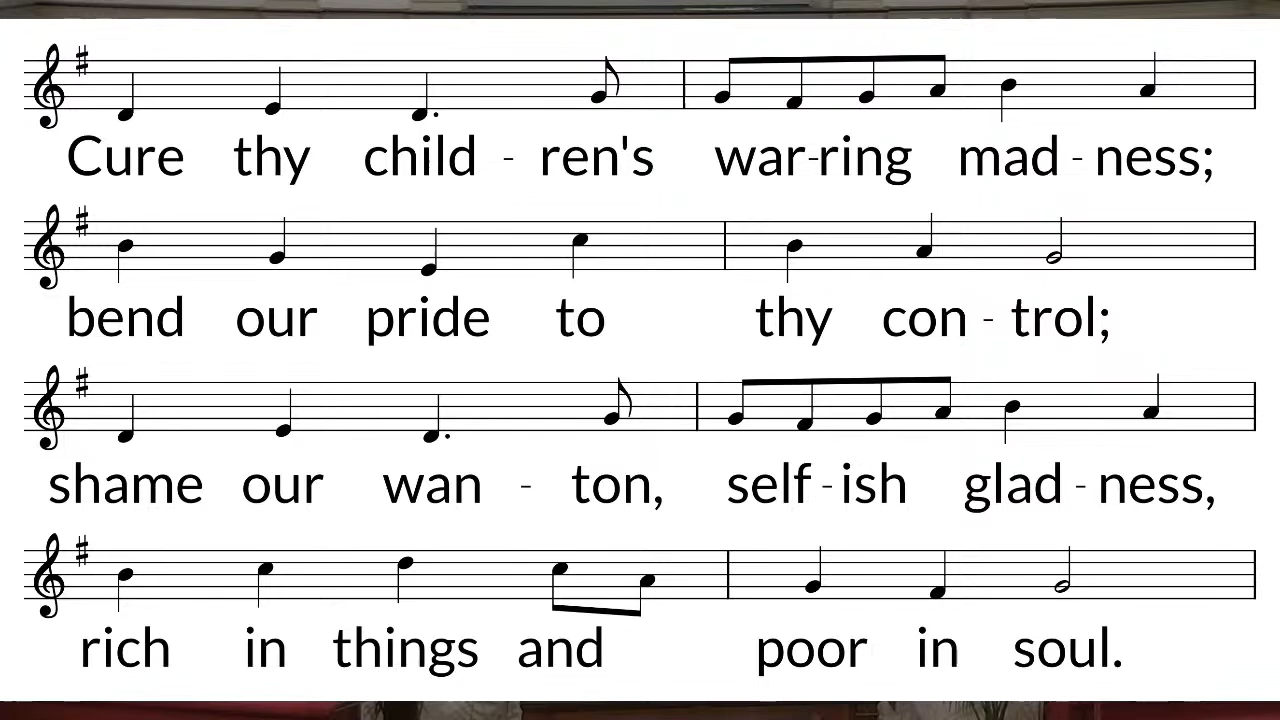 Cure thy child - ren's war-ring mad - ness;
bend our pride to thy con - trol;
shame our wan - ton, self - ish glad - ness,
rich in things and poor in soul.